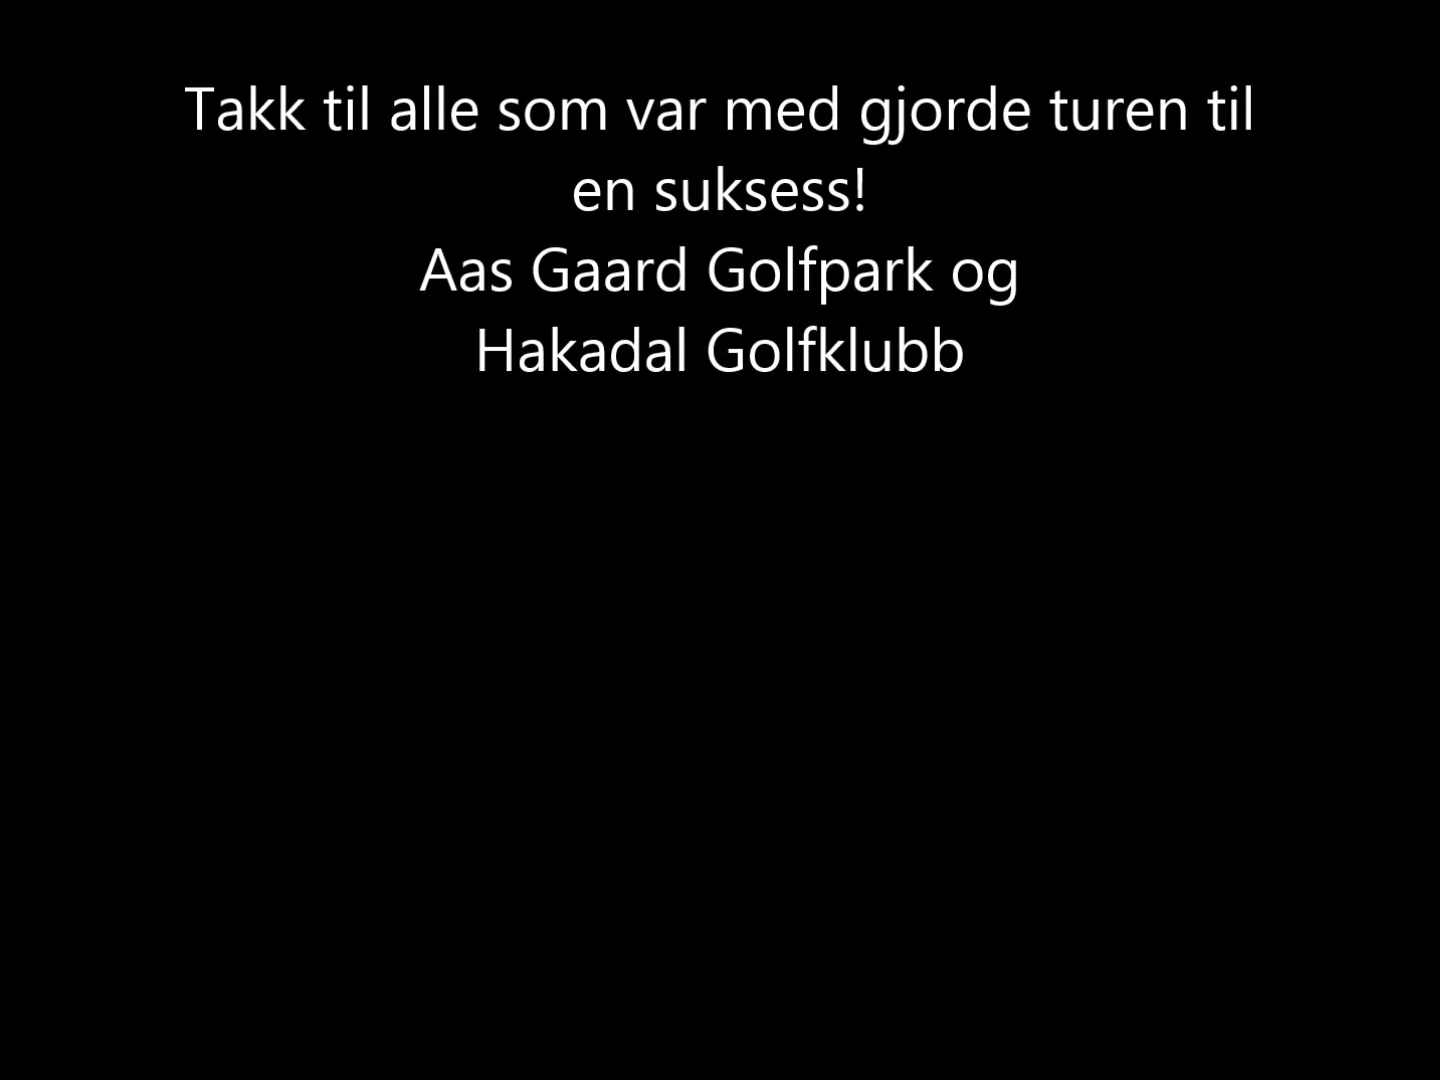 Takk til alle som var med gjorde turen til
en suksess!
Aas Gaard Golfpark og
Hakadal Golfklubb